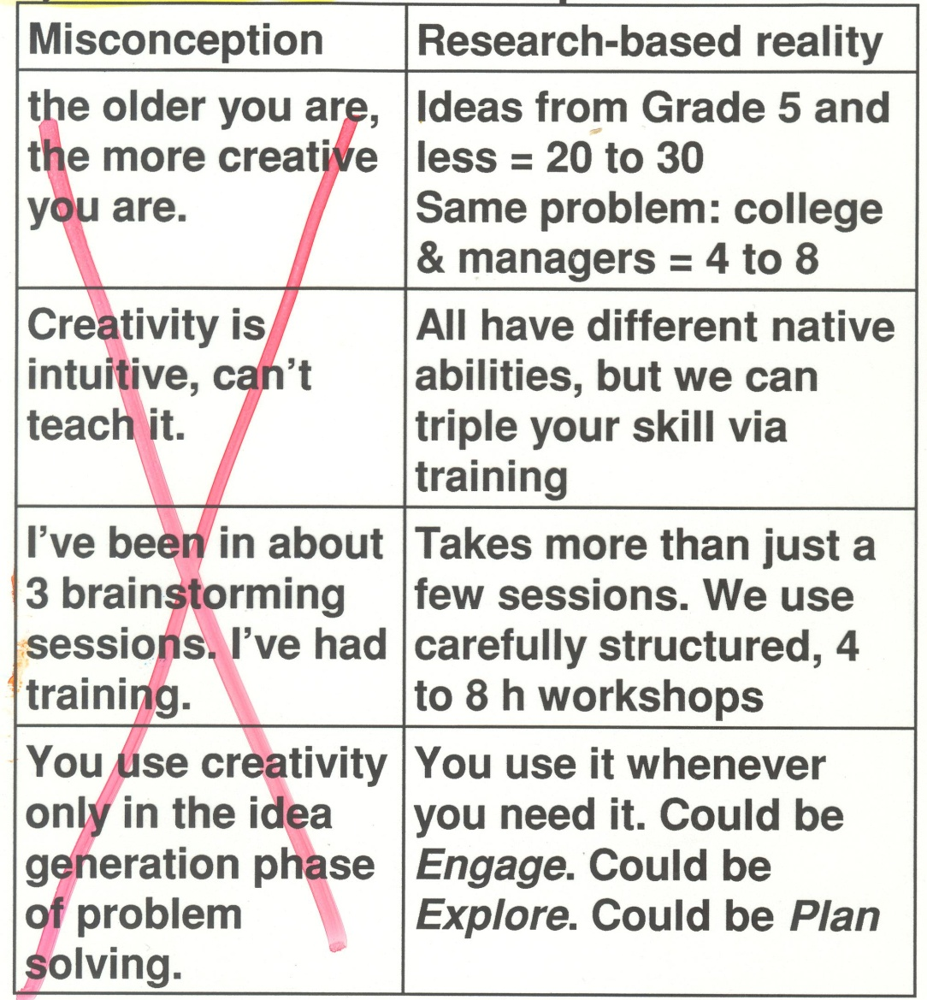 Misconception
Research-based reality
the older you are,
the more creative
you are.
Ideas from Grade 5 and
less = 20 to 30
Same problem: college
& managers = 4 to 8
Creativity is
intuitive, can't
teach it.
All have different native
abilities, but we can
triple your skill via
training
I've been in about
3 brainstorming
sessions. I've had
training.
Takes more than just a
few sessions. We use
carefully structured, 4
to 8 h workshops
You use creativity
only in the idea
generation phase
of problem
solving.
You use it whenever
you need it. Could be
Engage. Could be
Explore. Could be Plan